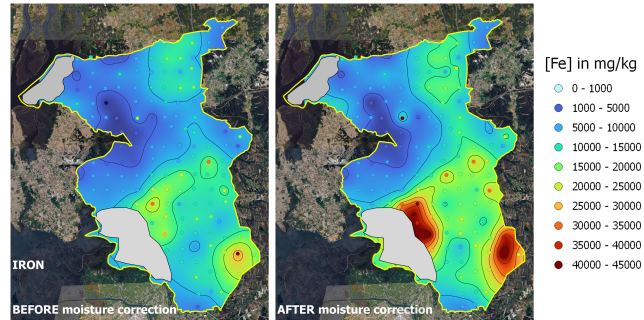 IRON
BEFORE moisture correction
AFTER moisture correction
[Fe] in mg/kg
0 - 1000
1000 - 5000
5000 - 10000
10000 - 15000
15000 - 20000
20000 - 25000
25000 - 30000
30000 - 35000
35000 - 40000
40000 - 45000